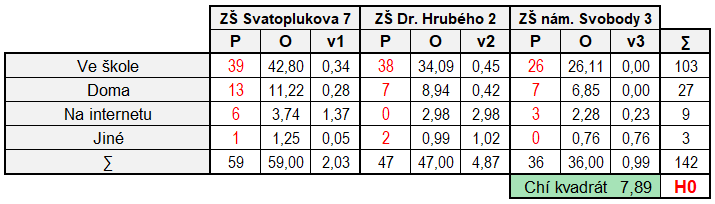 ZŠ Svatoplukova 7 ZŠ Dr. Hrubého 2 ZŠ nám. Svobody 3
P O v1 P O v2 P O v3 ∑
Ve škole 39 42,80 0,34 38 34,09 0,45 26 26,11 0,00 103
Doma 13 11,22 0,28 7 8,94 0,42 7 6,85 0,00 27
Na internetu 6 3,74 1,37 0 2,98 2,98 3 2,28 0,23 9
Jiné 1 1,25 0,05 2 0,99 1,02 0 0,76 0,76 3
∑ 59 59,00 2,03 47 47,00 4,87 36 36,00 0,99 142
Chí kvadrát 7,89 H0